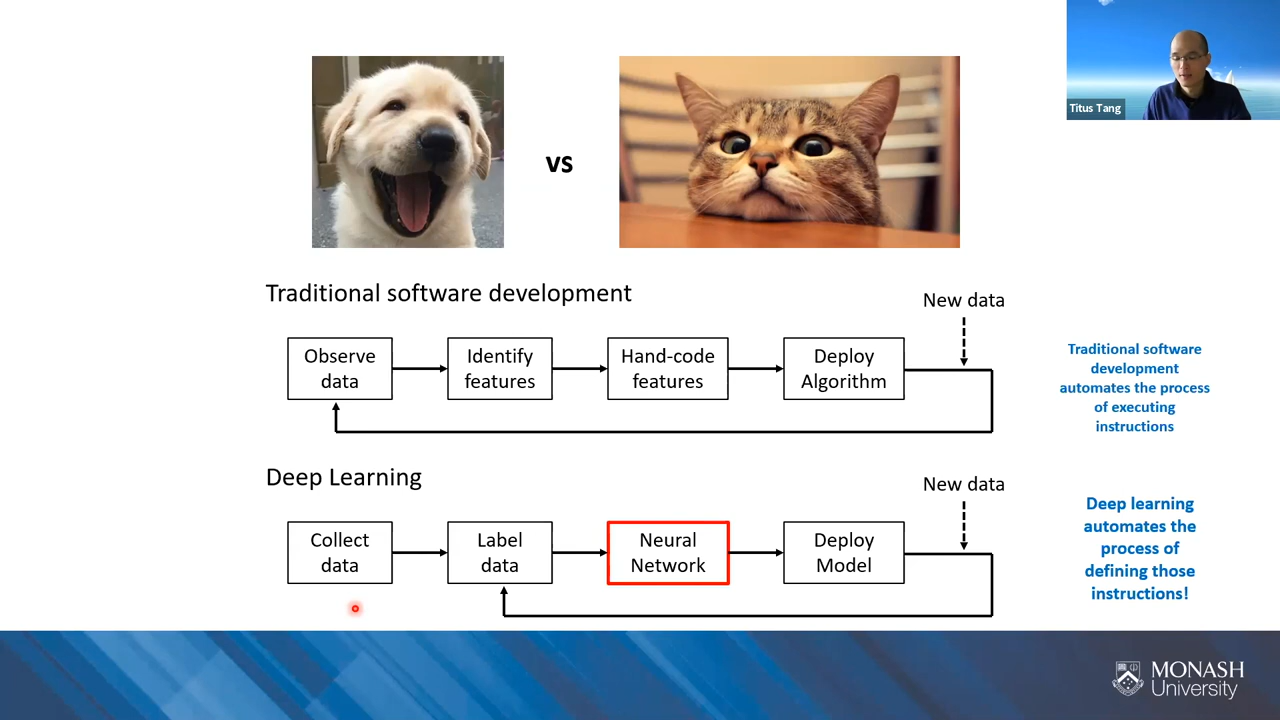 Titus Tang
vs
Traditional software development
New data
Observe
data
Identify
features
Hand-code
features
Deploy
Algorithm
Traditional software
development
automates the process
of executing
instructions
Deep Learning
New data
Collect
data
Label
data
Neural
Network
Deploy
Model
Deep learning
automates the
process of
defining those
instructions!
MONASH
University